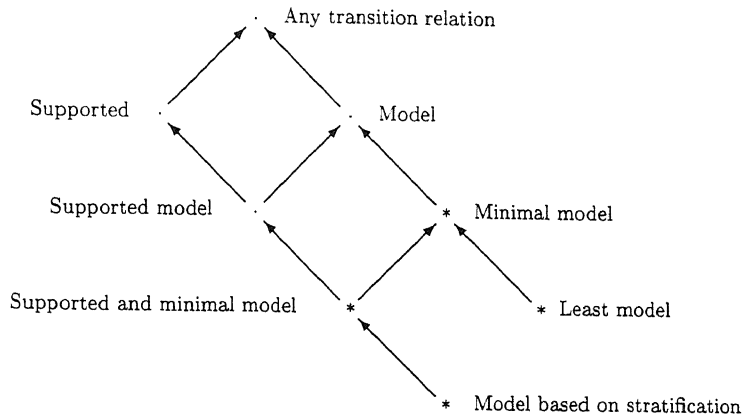 Any transition relation
Supported
Model
Supported model
* Minimal model
Supported and minimal model *
* Least model
* Model based on stratification